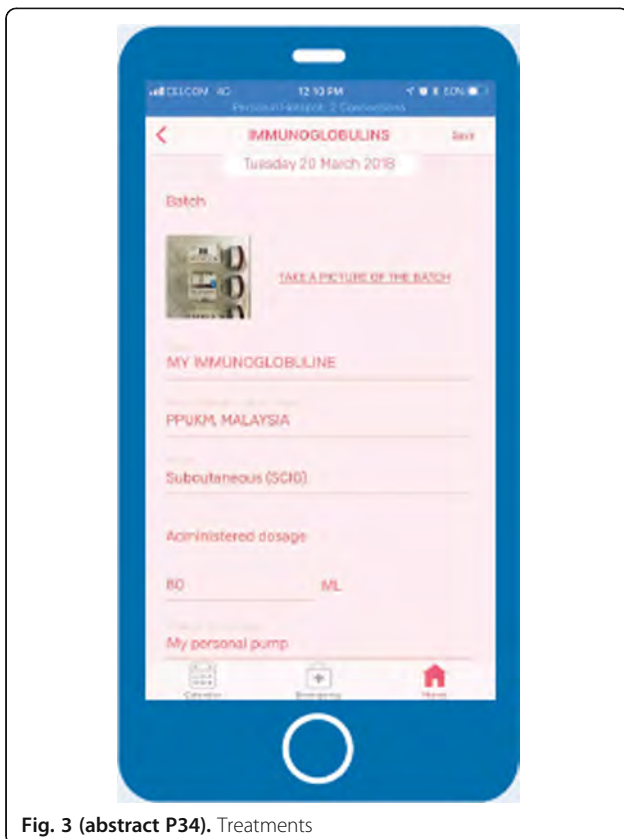 CELCOM 4G 12:10 PM 60%
Personal Hotspot: 2 Connections
IMMUNOGLOBULINS Save
Tuesday 20 March 2018
Batch
TAKE A PICTURE OF THE BATCH
MY IMMUNOGLOBULINE
PPUKM, MALAYSIA
Subcutaneous (SCIG)
Administered dosage
80 ML
My personal pump
Calendar Emergency Home
Fig. 3 (abstract P34). Treatments